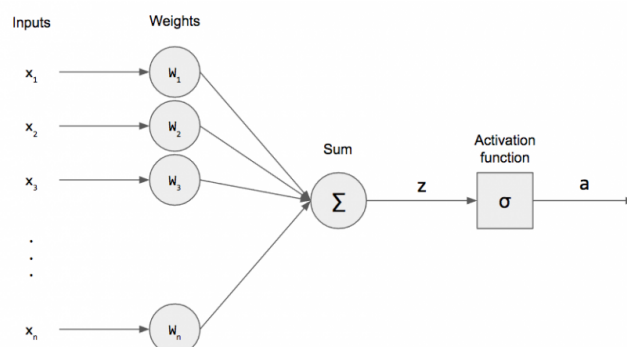 Inputs Weights
x₁ W₁
x₂ W₂
Activation
function
Sum
x₃ W₃
Σ z σ a
.
.
.
xₙ Wₙ